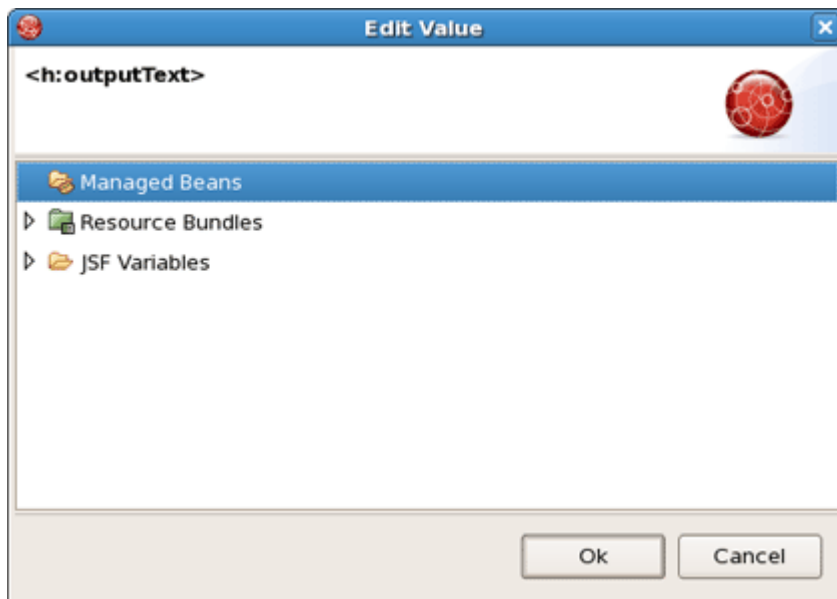 Edit Value
<h:outputText>
Managed Beans
Resource Bundles
JSF Variables
Ok Cancel